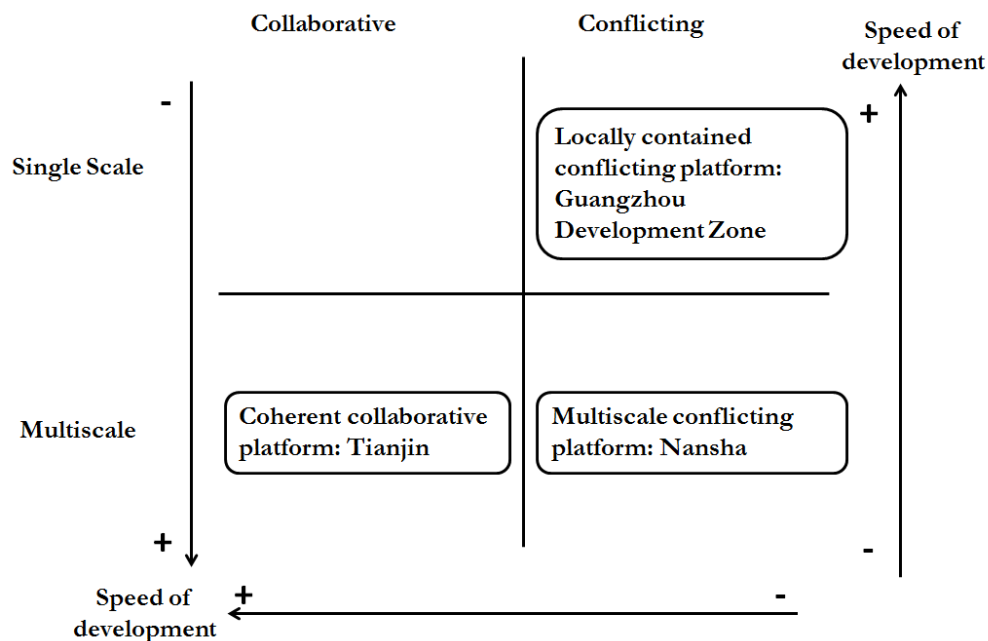 Collaborative
Conflicting
Speed of
development
-
+
Single Scale
Locally contained
conflicting platform:
Guangzhou
Development Zone
Multiscale
Coherent collaborative
platform: Tianjin
Multiscale conflicting
platform: Nansha
+
-
Speed of
development
+
-